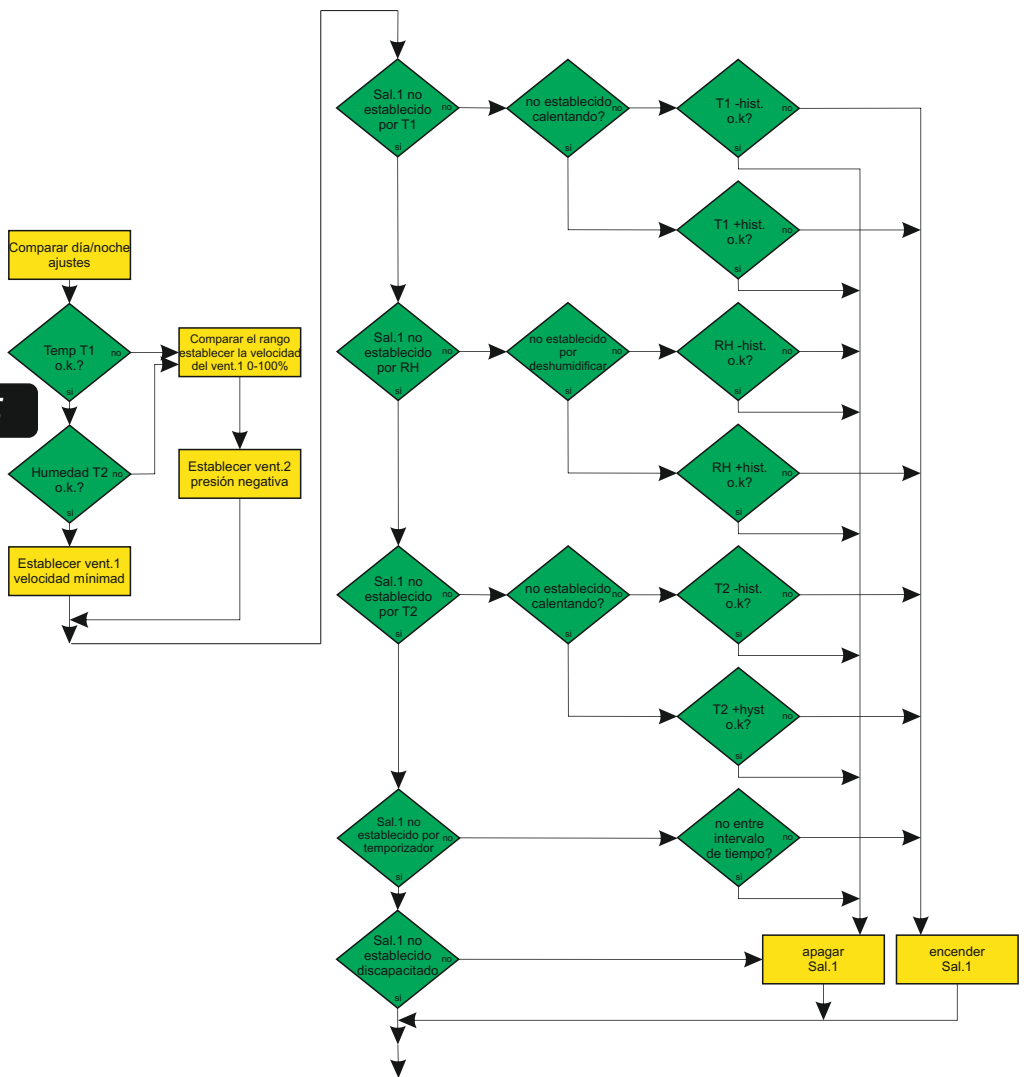 Comparar día/noche
ajustes
Temp T1
o.k.?
no
si
Humedad T2
o.k.?
no
si
Establecer vent.1
velocidad mínimad
Comparar el rango
establecer la velocidad
del vent.1 0-100%
Establecer vent.2
presión negativa
Sal.1 no
establecido
por T1
no
si
no establecido
calentando?
no
si
T1 -hist.
o.k?
no
si
T1 +hist.
o.k?
no
si
Sal.1 no
establecido
por RH
no
si
no establecido
por
deshumidificar
no
si
RH -hist.
o.k?
no
si
RH +hist.
o.k?
no
si
Sal.1 no
establecido
por T2
no
si
no establecido
calentando?
no
si
T2 -hist.
o.k?
no
si
T2 +hyst
o.k?
no
si
Sal.1 no
establecido por
temporizador
no
si
no entre
intervalo
de tiempo?
no
si
Sal.1 no
establecido
discapacitado
no
si
apagar
Sal.1
encender
Sal.1